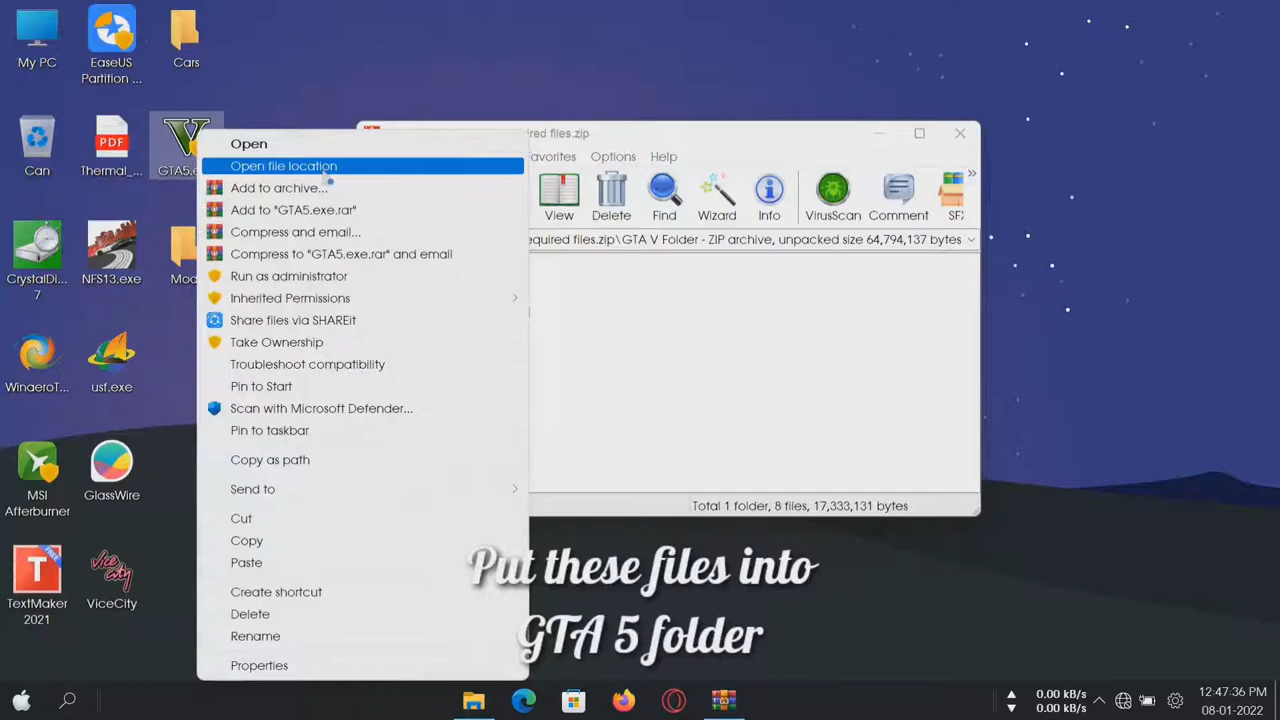 My PC
EaseUS
Partition ...
Cars
Can
PDF
Thermal_...
GTA5.e
CrystalDi...
7
NFS13.exe
Mod
WinaeroT...
usf.exe
MSI
Afterburner
GlassWire
FREE
TextMaker
2021
Vice City
ViceCity
Open
Open file location
Add to archive...
Add to "GTA5.exe.rar"
Compress and email...
Compress to "GTA5.exe.rar" and email
Run as administrator
Inherited Permissions
Share files via SHAREit
Take Ownership
Troubleshoot compatibility
Pin to Start
Scan with Microsoft Defender...
Pin to taskbar
Copy as path
Send to
Cut
Copy
Paste
Create shortcut
Delete
Rename
Properties
ired files.zip
avorites Options Help
View Delete Find Wizard Info VirusScan Comment SFX
equired files.zip\GTA V Folder - ZIP archive, unpacked size 64,794,137 bytes
Total 1 folder, 8 files, 17,333,131 bytes
Put these files into
GTA 5 folder
0.00 kB/s
0.00 kB/s
12:47:36 PM
08-01-2022